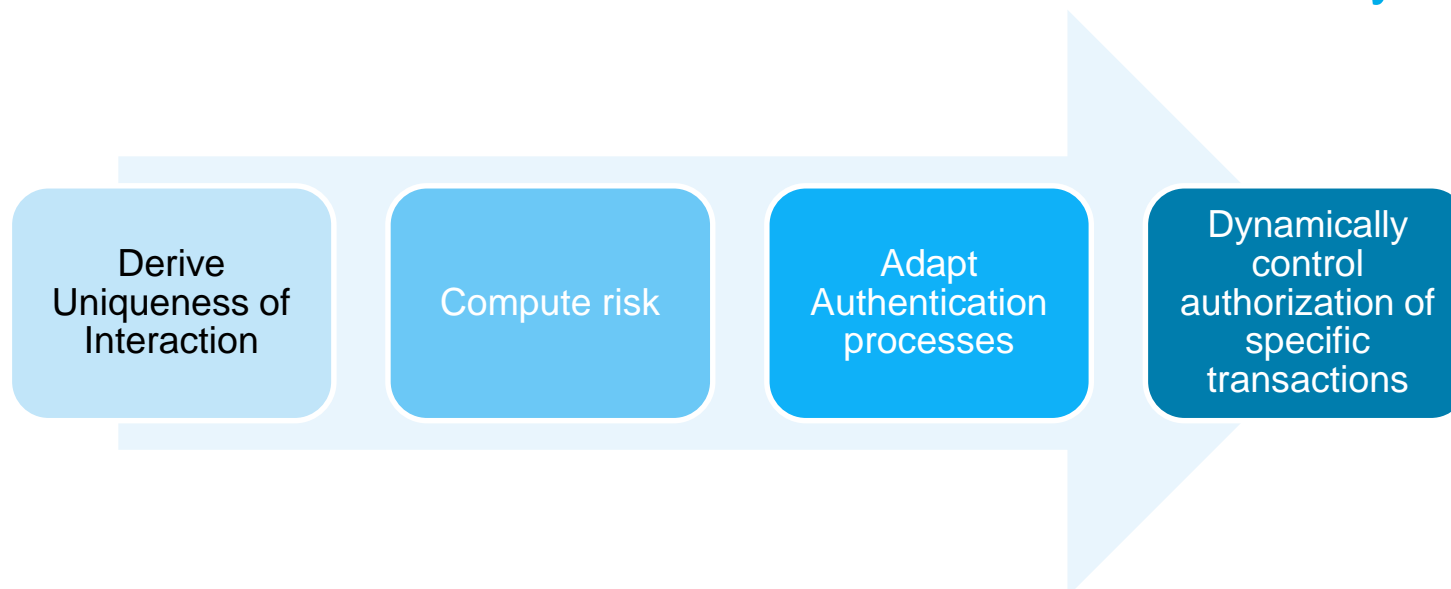 Derive
Uniqueness of
Interaction
Compute risk
Adapt
Authentication
processes
Dynamically
control
authorization of
specific
transactions